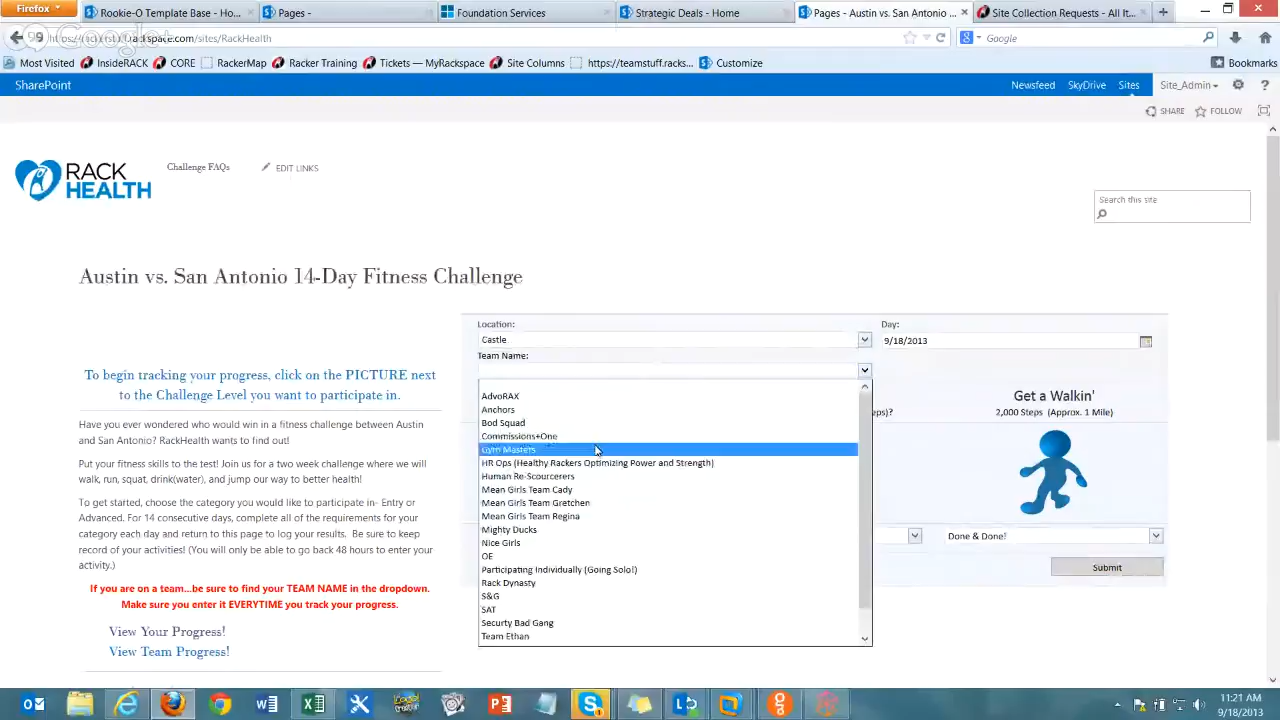 Firefox
Rookie-O Template Base - Ho...
Pages -
Foundation Services
Strategic Deals - Home
Pages - Austin vs. San Antonio ...
Site Collection Requests - All It...
Google+
/sites/RackHealth
Google
Most Visited
InsideRACK
CORE
RackerMap
Racker Training
Tickets — MyRackspace
Site Columns
https://teamstuff.racks...
Customize
Bookmarks
SharePoint
Newsfeed
SkyDrive
Sites
Site_Admin
?
SHARE
FOLLOW
RACK
HEALTH
Challenge FAQs
EDIT LINKS
Search this site
Austin vs. San Antonio 14-Day Fitness Challenge
To begin tracking your progress, click on the PICTURE next
to the Challenge Level you want to participate in.
Have you ever wondered who would win in a fitness challenge between Austin
and San Antonio? RackHealth wants to find out!
Put your fitness skills to the test! Join us for a two week challenge where we will
walk, run, squat, drink(water), and jump our way to better health!
To get started, choose the category you would like to participate in- Entry or
Advanced. For 14 consecutive days, complete all of the requirements for your
category each day and return to this page to log your results. Be sure to keep
record of your activities! (You will only be able to go back 48 hours to enter your
activity.)
If you are on a team...be sure to find your TEAM NAME in the dropdown.
Make sure you enter it EVERYTIME you track your progress.
View Your Progress!
View Team Progress!
Location:
Castle
Day:
9/18/2013
Team Name:
AdvoRAX
Anchors
Bod Squad
Commissions+One
Gym Masters
HR Ops (Healthy Rackers Optimizing Power and Strength)
Human Re-Scourcerers
Mean Girls Team Cady
Mean Girls Team Gretchen
Mean Girls Team Regina
Mighty Ducks
Nice Girls
OE
Participating Individually (Going Solo!)
Rack Dynasty
S&G
SAT
Securty Bad Gang
Team Ethan
Get a Walkin'
2,000 Steps (Approx. 1 Mile)
eps)?
Done & Done!
Submit
11:21 AM
9/18/2013